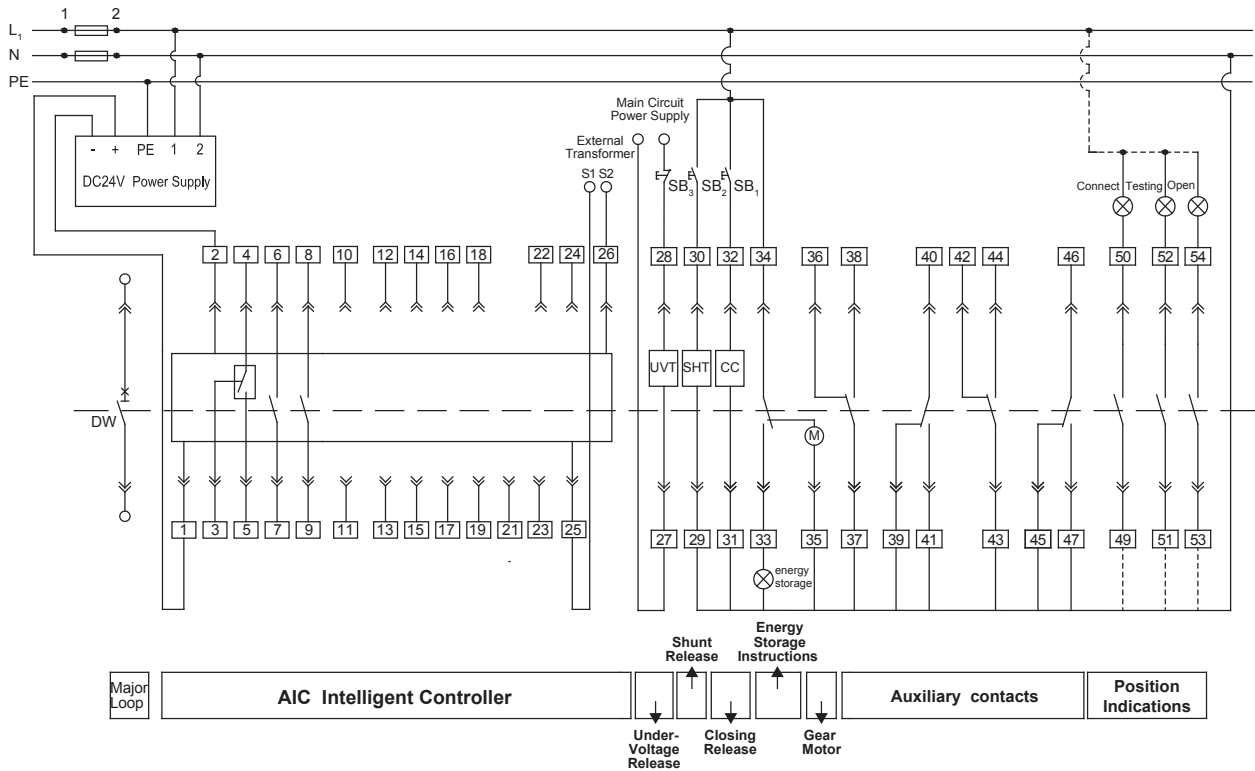 1 2
L1
N
PE
- + PE 1 2
DC24V Power Supply
Main Circuit
Power Supply
External
Transformer
S1 S2
SB3 SB2 SB1
Connect Testing Open
2 4 6 8 10 12 14 16 18 22 24 26 28 30 32 34 36 38 40 42 44 46 50 52 54
UVT SHT CC
DW
M
1 3 5 7 9 11 13 15 17 19 21 23 25 27 29 31 33 35 37 39 41 43 45 47 49 51 53
energy
storage
Shunt
Release
Energy
Storage
Instructions
Major
Loop
AIC Intelligent Controller
Auxiliary contacts
Position
Indications
Under-
Voltage
Release
Closing
Release
Gear
Motor